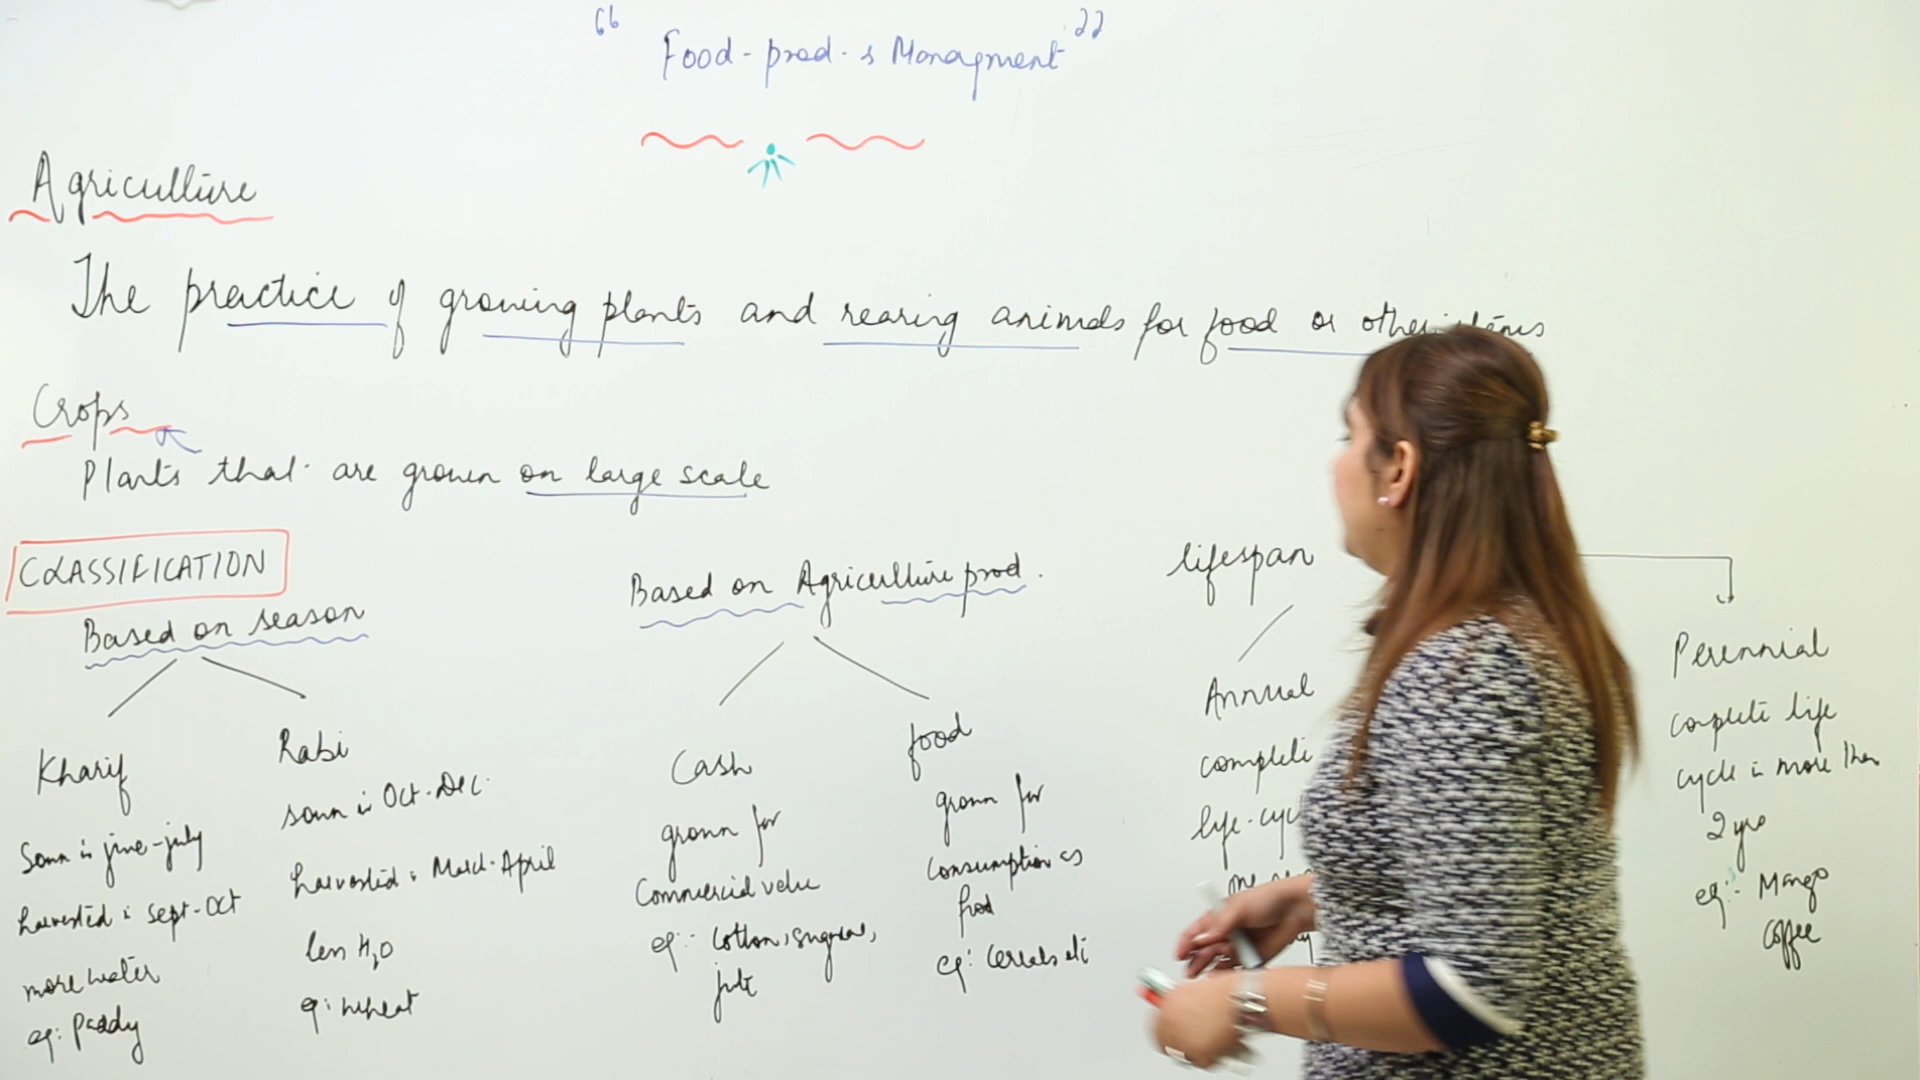 " Food-prod-s Managment "
Agriculture
The practice of growing plants and rearing animals for food or other items
Crops
Plants that are grown on large scale
CLASSIFICATION
Based on season
Kharif
Sown in june-july
harvested in Sept-Oct
more water
eg: Paddy
Rabi
sown in Oct-Dec.
harvested: March-April
less H₂O
eg: wheat
Based on Agriculture prod.
Cash
grown for
Commercial value
eg:- Cotton,
jute
food
grown for
Consumption as
food
eg: Cereals etc
lifespan
Annual
complete
life-cyc
Perennial
complete life
cycle in more than
2 yrs
eg:- Mango
Coffee